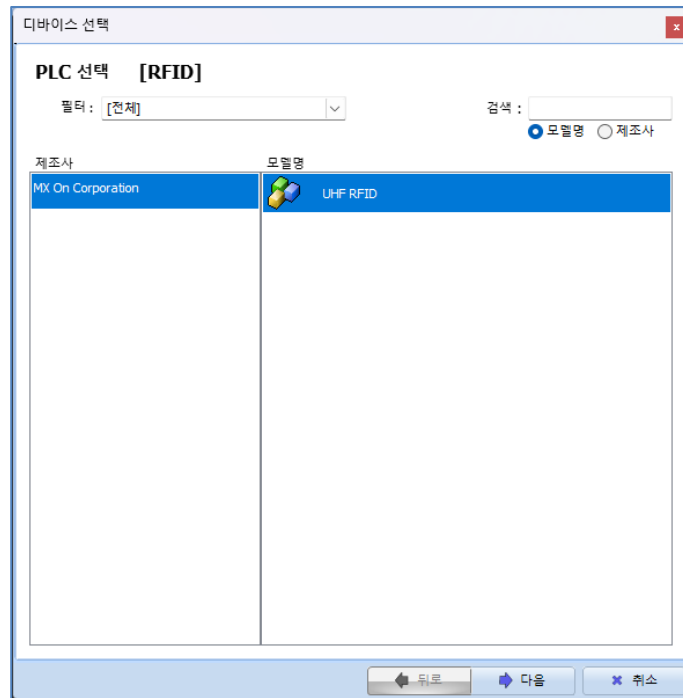 디바이스 선택
x
PLC 선택 [RFID]
필터 : [전체] 검색 :
모델명 제조사
제조사 모델명
MX On Corporation UHF RFID
뒤로 다음 취소